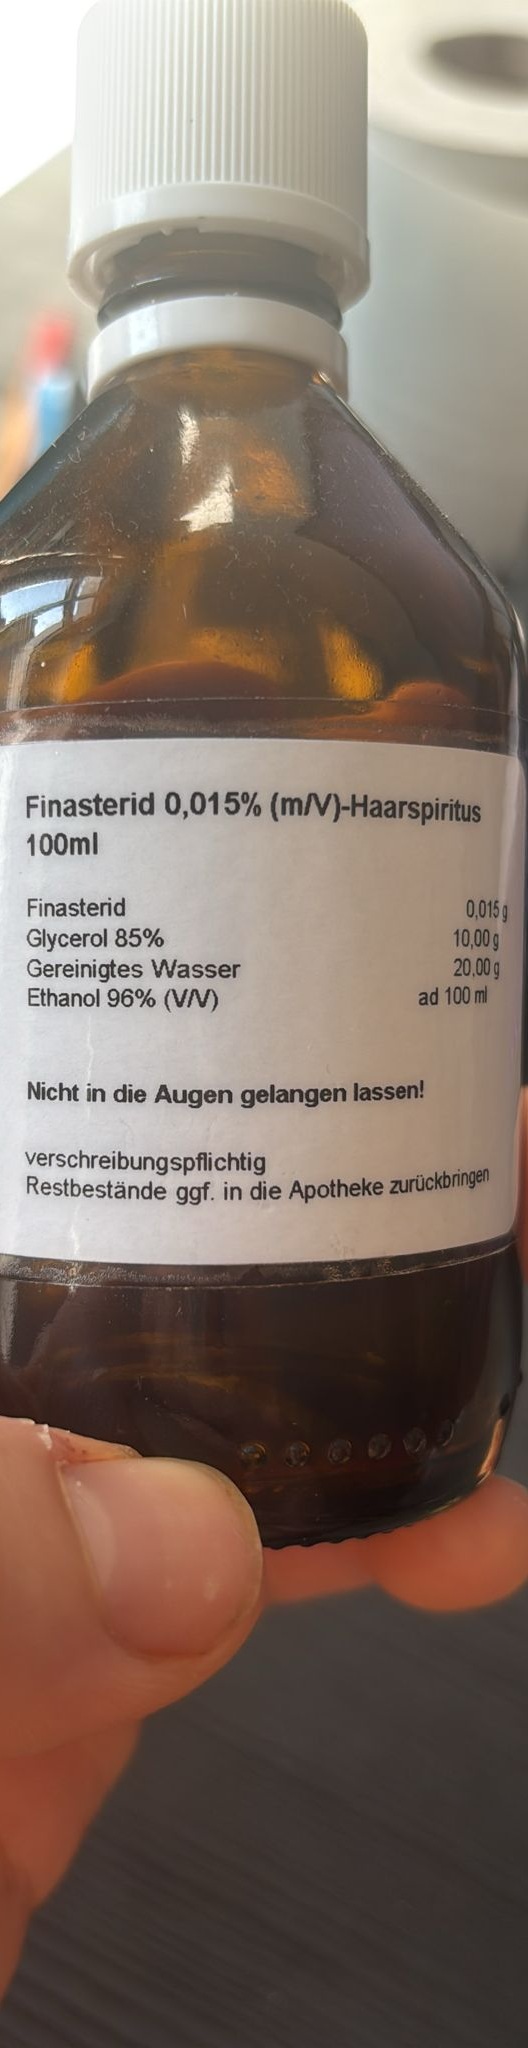 Finasterid 0,015% (m/V)-Haarspiritus
100ml
Finasterid 0,015 g
Glycerol 85% 10,00 g
Gereinigtes Wasser 20,00 g
Ethanol 96% (V/V) ad 100 ml
Nicht in die Augen gelangen lassen!
verschreibungspflichtig
Restbestände ggf. in die Apotheke zurückbringen